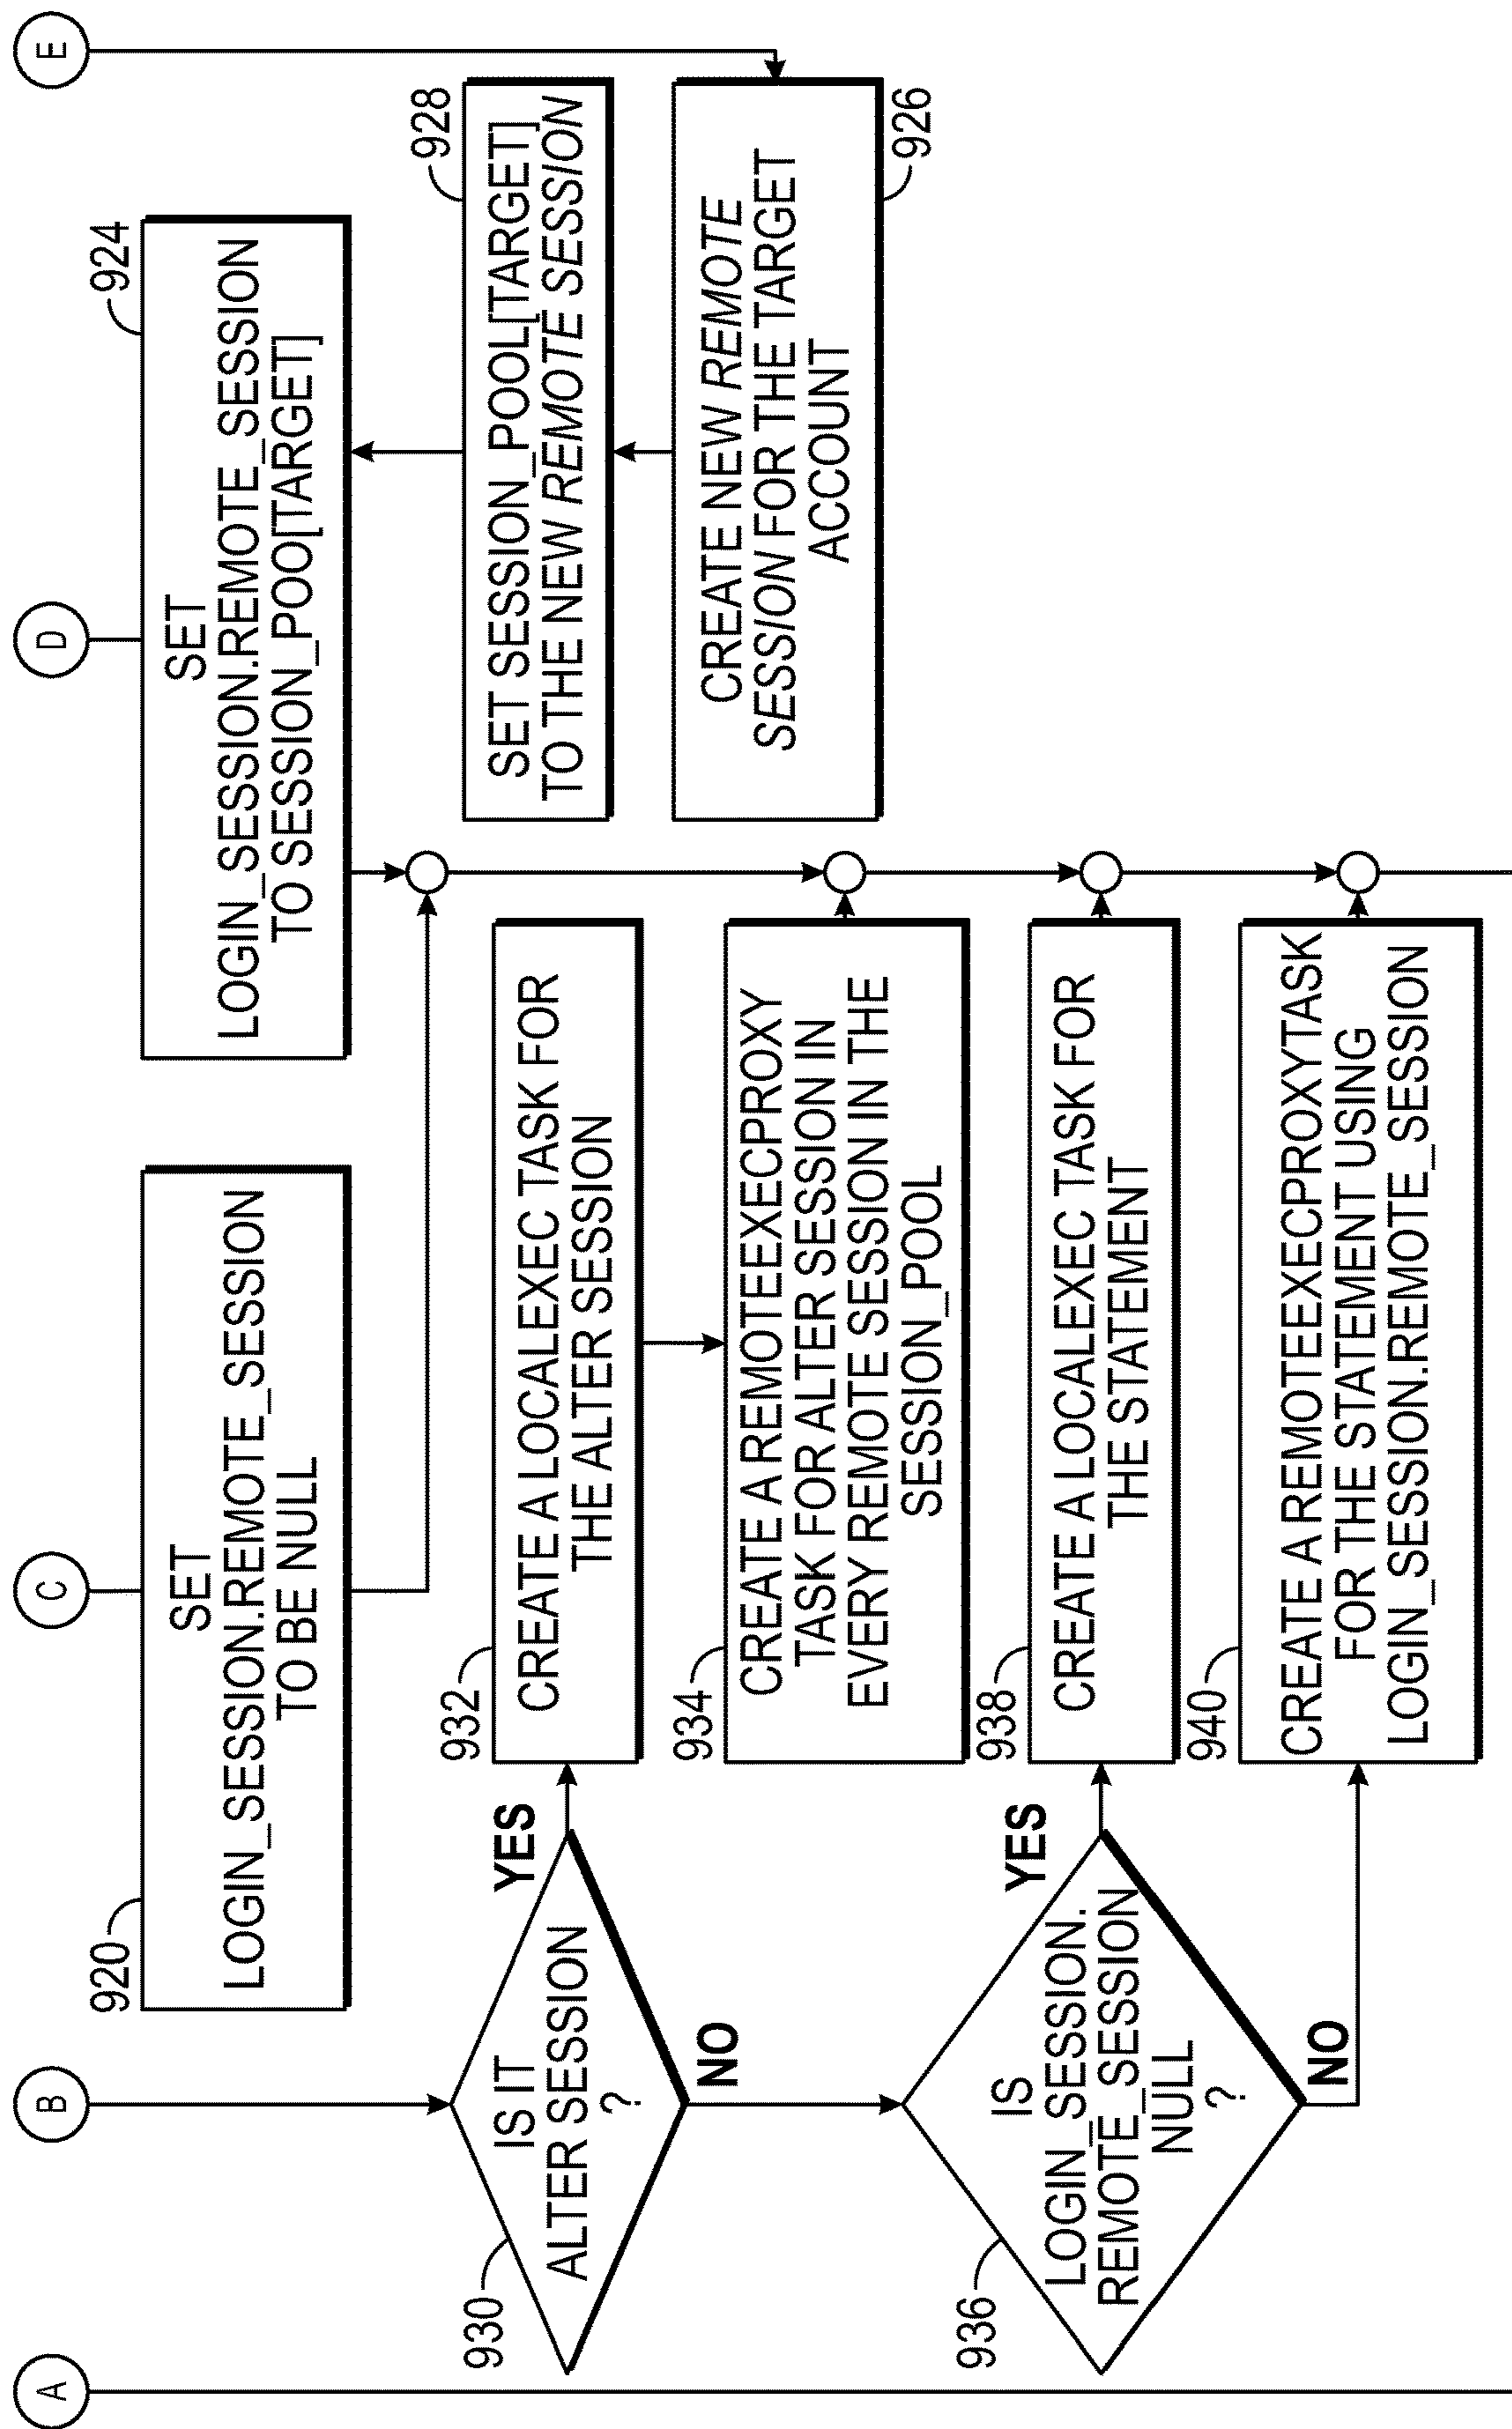 A
B
C
D
E
920
SET
LOGIN_SESSION.REMOTE_SESSION
TO BE NULL
924
SET
LOGIN_SESSION.REMOTE_SESSION
TO SESSION_POO[TARGET]
928
SET SESSION_POOL[TARGET]
TO THE NEW REMOTE SESSION
CREATE NEW REMOTE
SESSION FOR THE TARGET
ACCOUNT
926
930
IS IT
ALTER SESSION
?
YES
NO
932
CREATE A LOCALEXEC TASK FOR
THE ALTER SESSION
934
CREATE A REMOTEEXECPROXY
TASK FOR ALTER SESSION IN
EVERY REMOTE SESSION IN THE
SESSION_POOL
936
IS
LOGIN_SESSION.
REMOTE_SESSION
NULL
?
YES
NO
938
CREATE A LOCALEXEC TASK FOR
THE STATEMENT
940
CREATE A REMOTEEXECPROXYTASK
FOR THE STATEMENT USING
LOGIN_SESSION.REMOTE_SESSION